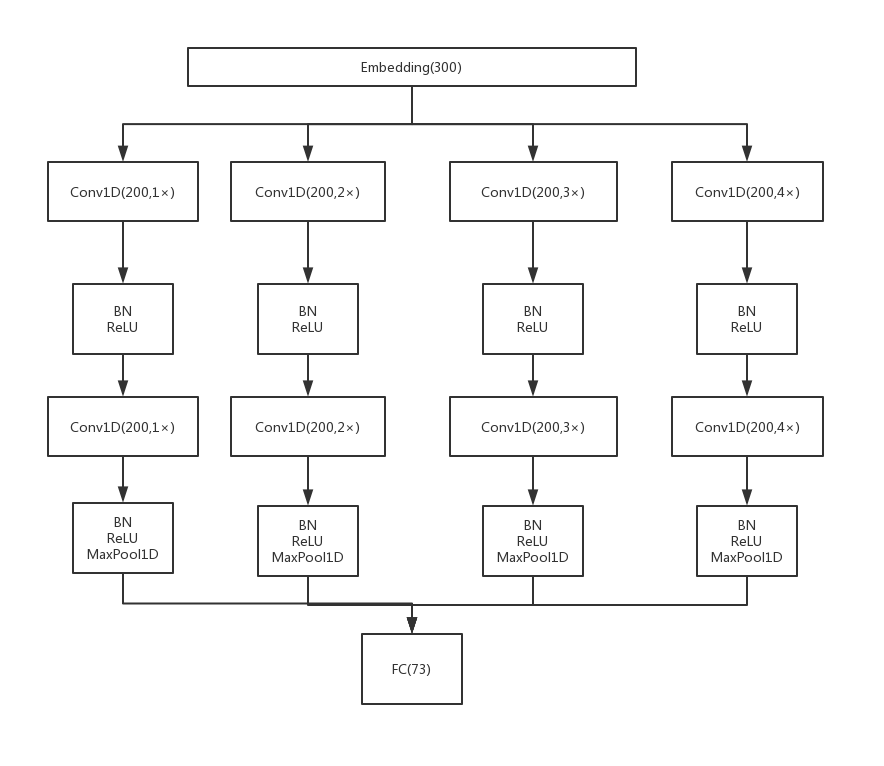 Embedding(300)
Conv1D(200,1×)
Conv1D(200,2×)
Conv1D(200,3×)
Conv1D(200,4×)
BN
ReLU
BN
ReLU
BN
ReLU
BN
ReLU
Conv1D(200,1×)
Conv1D(200,2×)
Conv1D(200,3×)
Conv1D(200,4×)
BN
ReLU
MaxPool1D
BN
ReLU
MaxPool1D
BN
ReLU
MaxPool1D
BN
ReLU
MaxPool1D
FC(73)